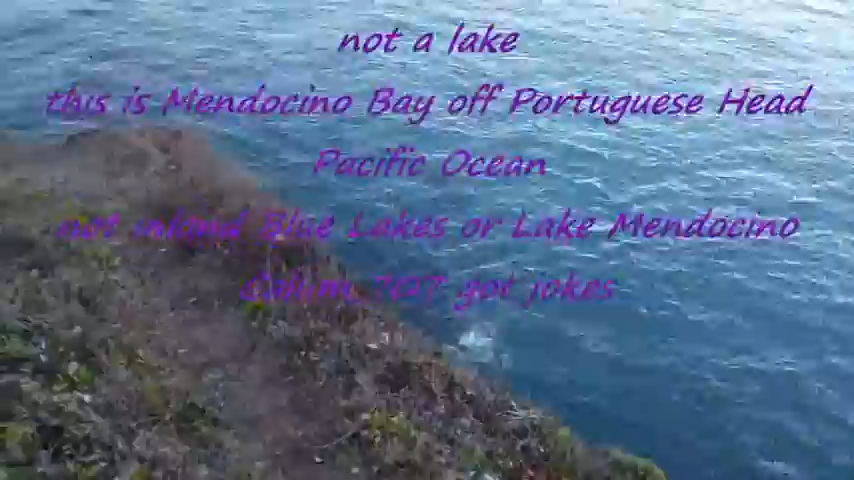 not a lake
this is Mendocino Bay off Portuguese Head
Pacific Ocean
not inland Blue Lakes or Lake Mendocino
707 got jokes